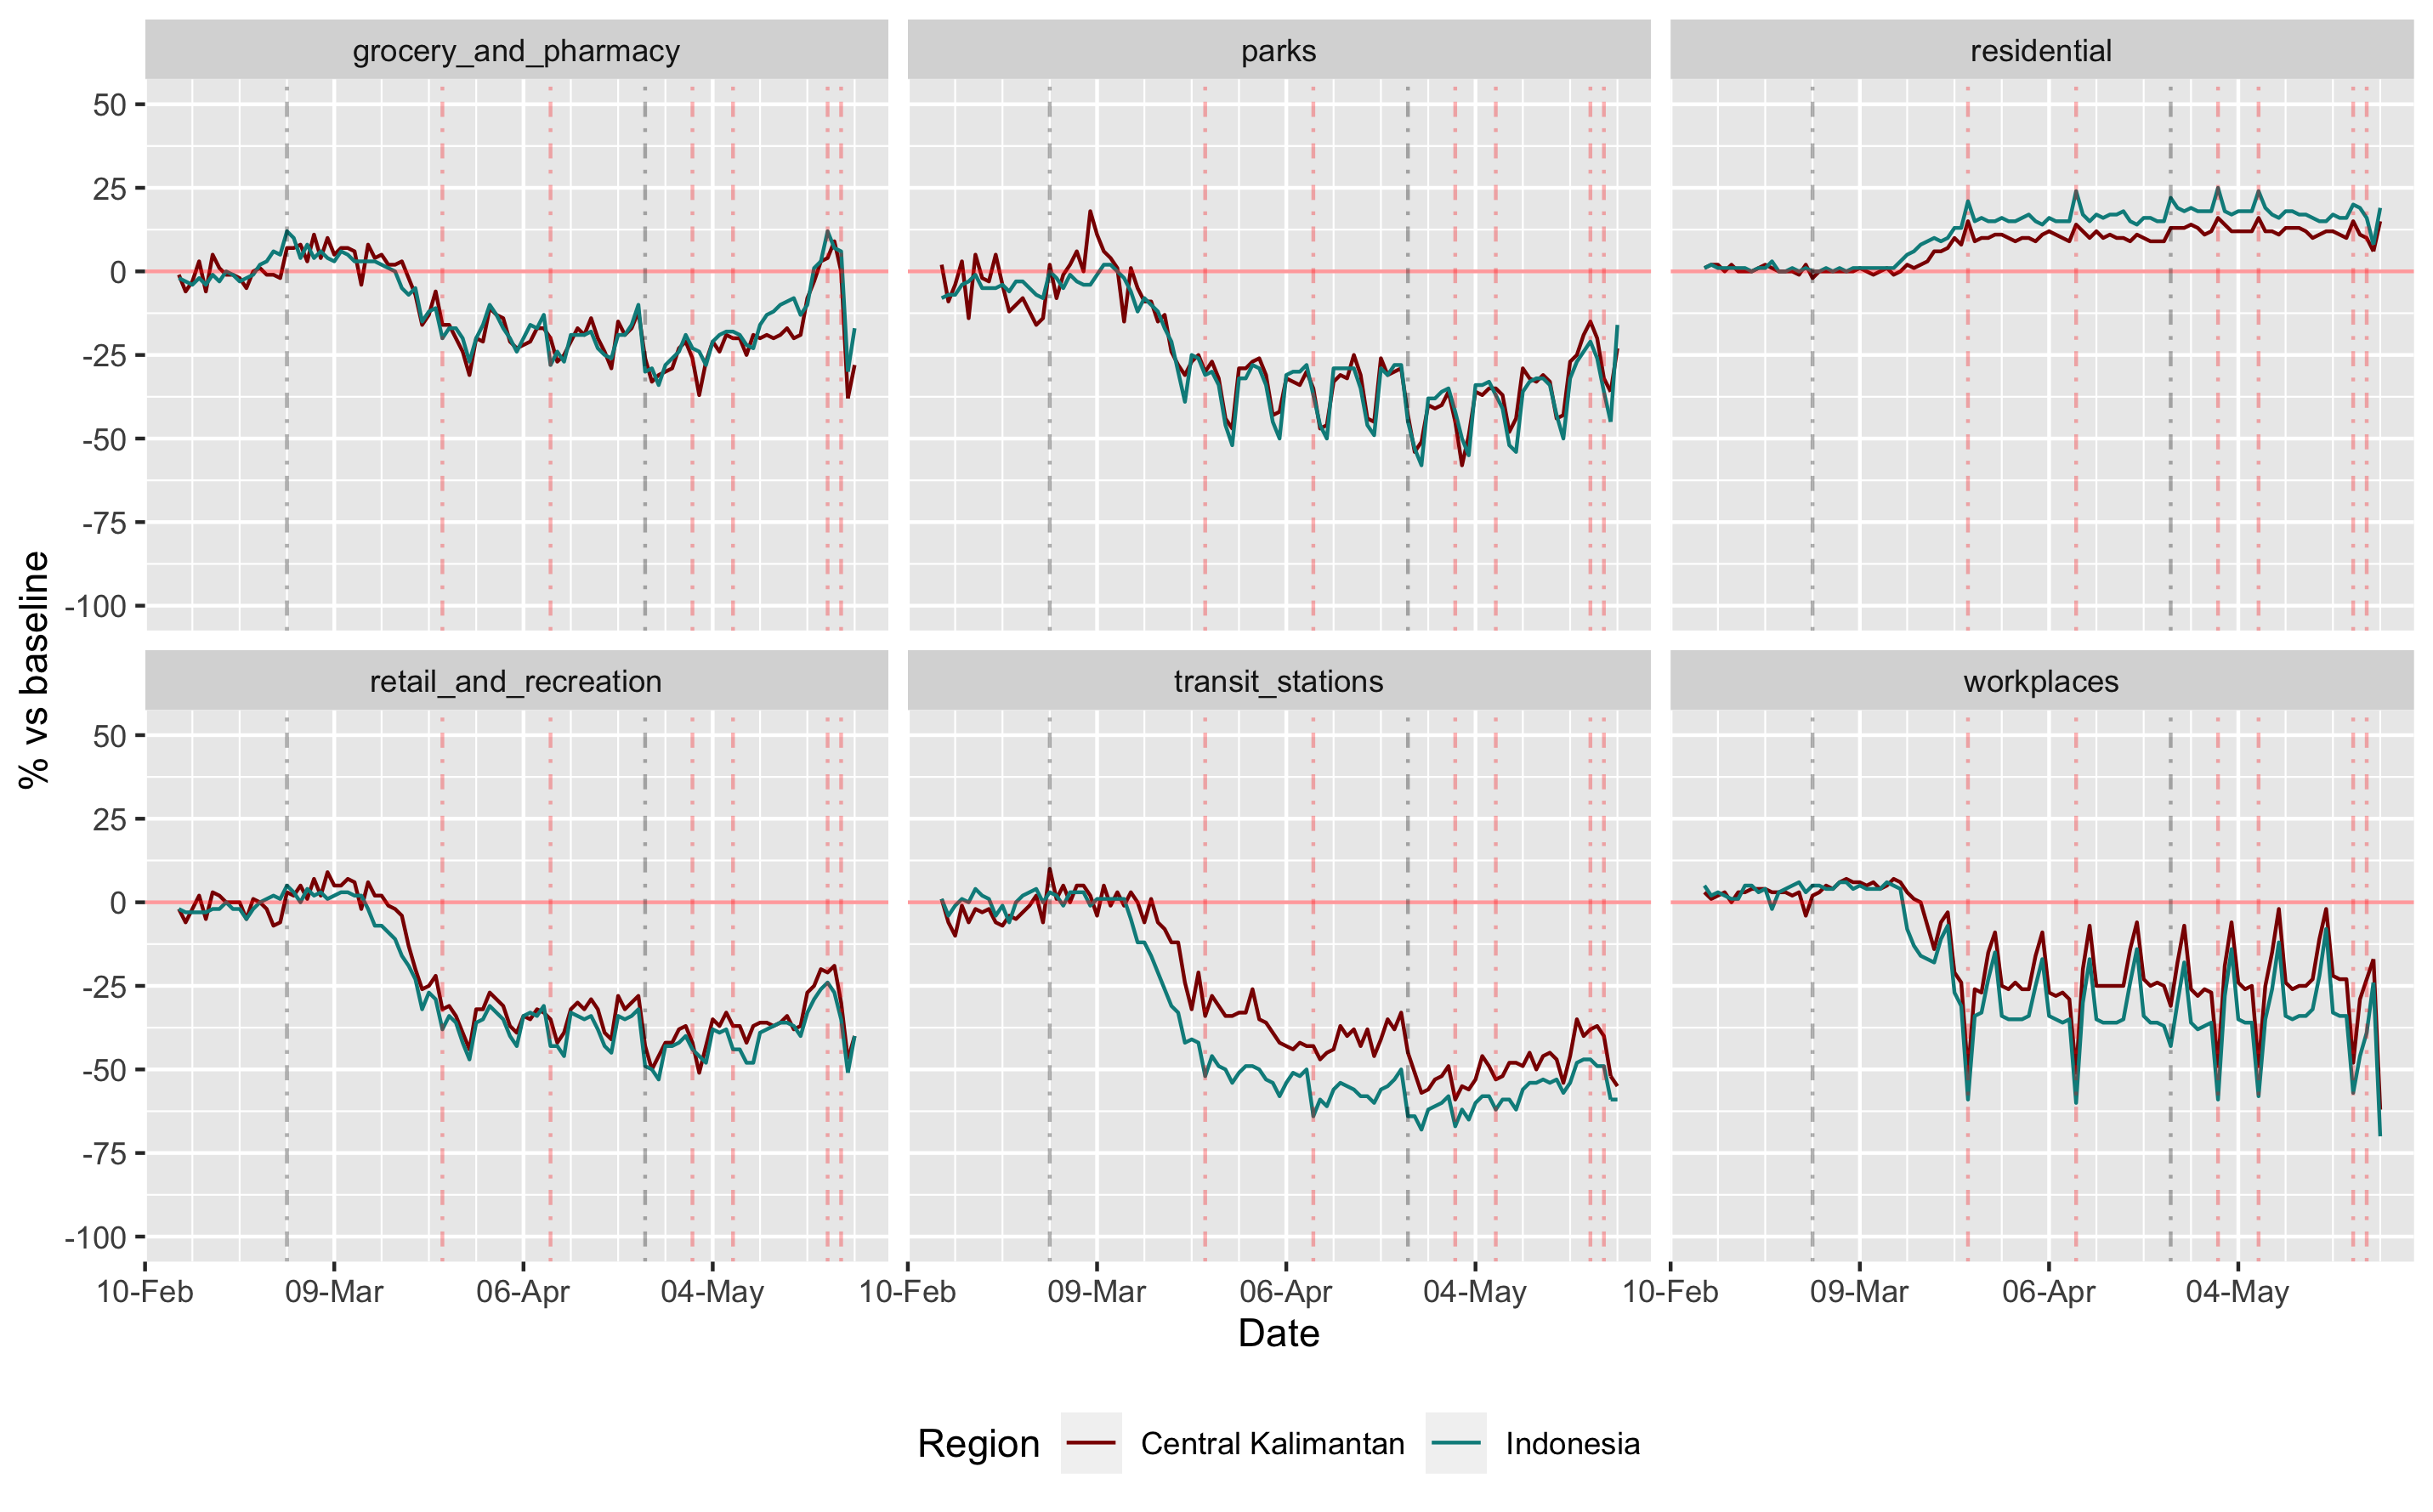 grocery_and_pharmacy
parks
residential
50
25
0
-25
-50
-75
-100
retail_and_recreation
transit_stations
workplaces
50
25
0
-25
-50
-75
-100
% vs baseline
10-Feb 09-Mar 06-Apr 04-May
10-Feb 09-Mar 06-Apr 04-May
10-Feb 09-Mar 06-Apr 04-May
Date
Region Central Kalimantan Indonesia